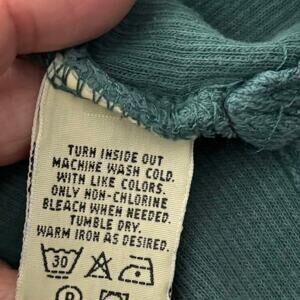 TURN INSIDE OUT
MACHINE WASH COLD.
WITH LIKE COLORS.
ONLY NON-CHLORINE
BLEACH WHEN NEEDED.
TUMBLE DRY.
WARM IRON AS DESIRED.
30
P